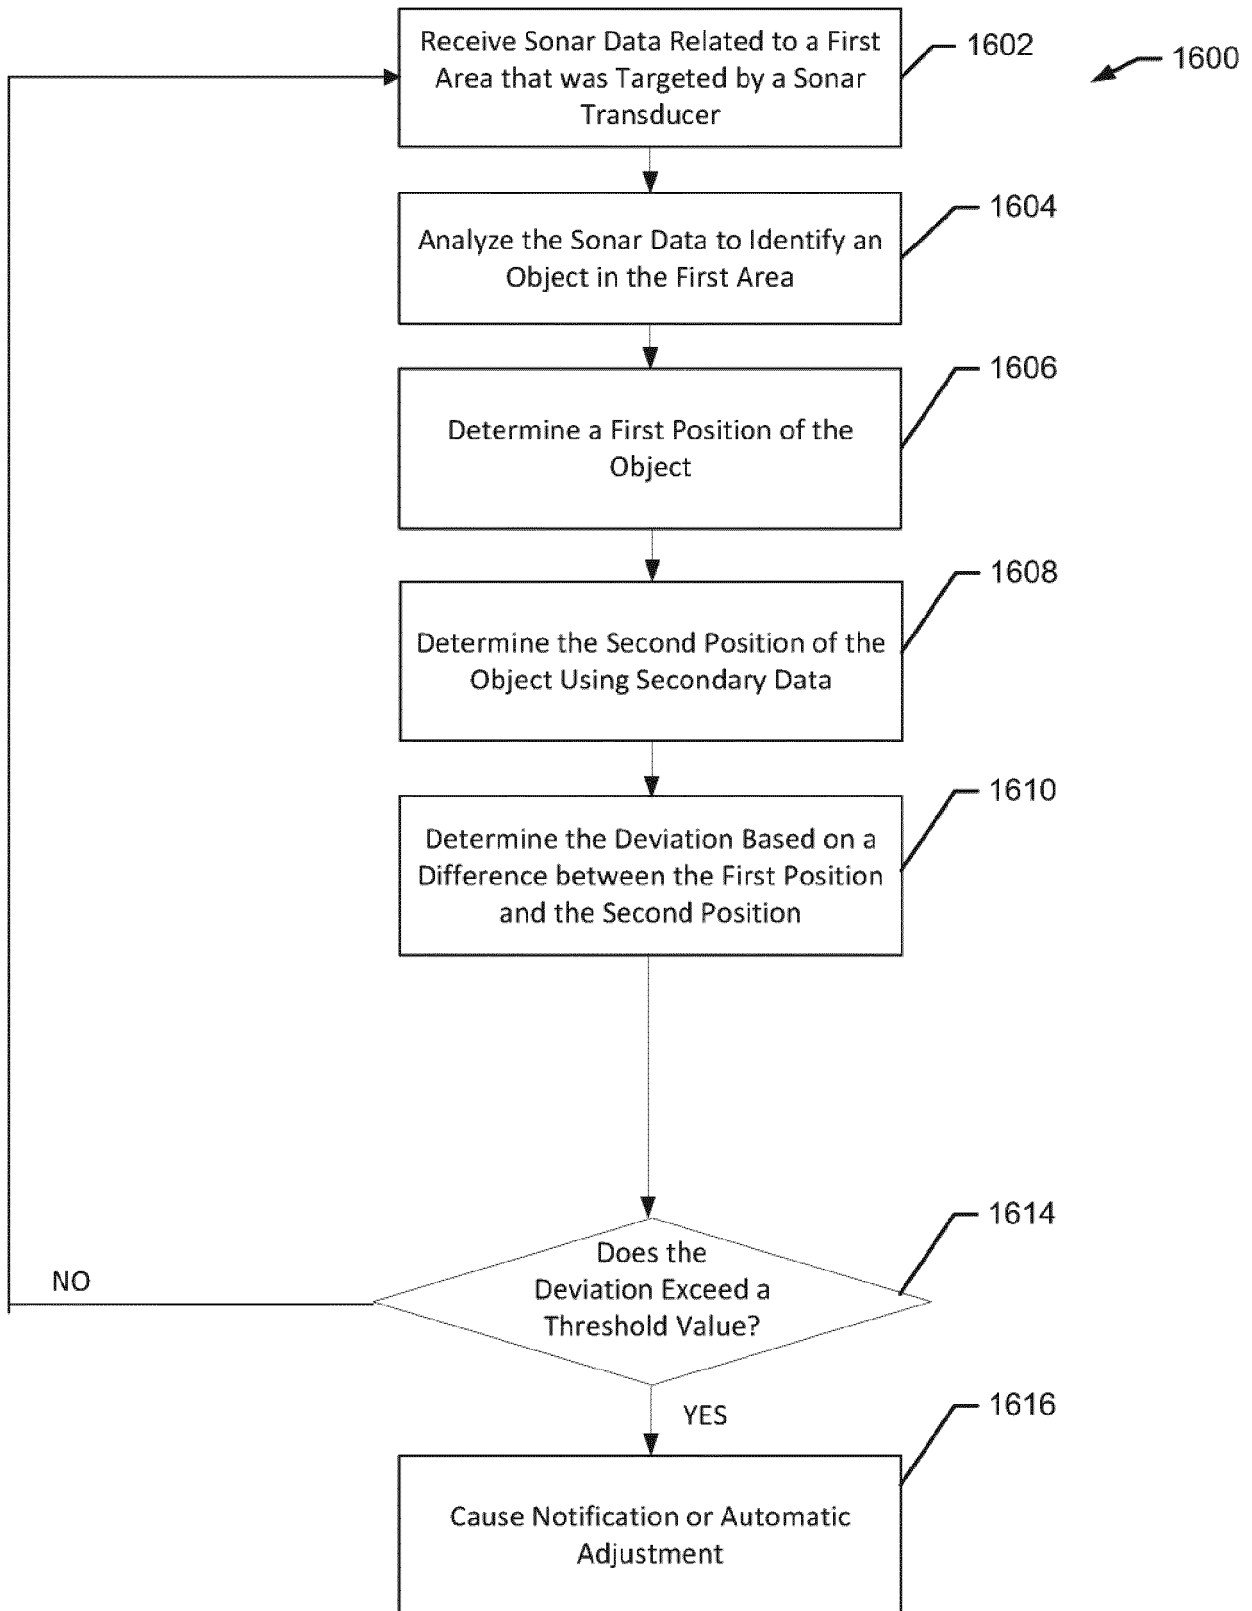 Receive Sonar Data Related to a First
Area that was Targeted by a Sonar
Transducer
1602
1600
Analyze the Sonar Data to Identify an
Object in the First Area
1604
Determine a First Position of the
Object
1606
Determine the Second Position of the
Object Using Secondary Data
1608
Determine the Deviation Based on a
Difference between the First Position
and the Second Position
1610
Does the
Deviation Exceed a
Threshold Value?
1614
NO
YES
Cause Notification or Automatic
Adjustment
1616